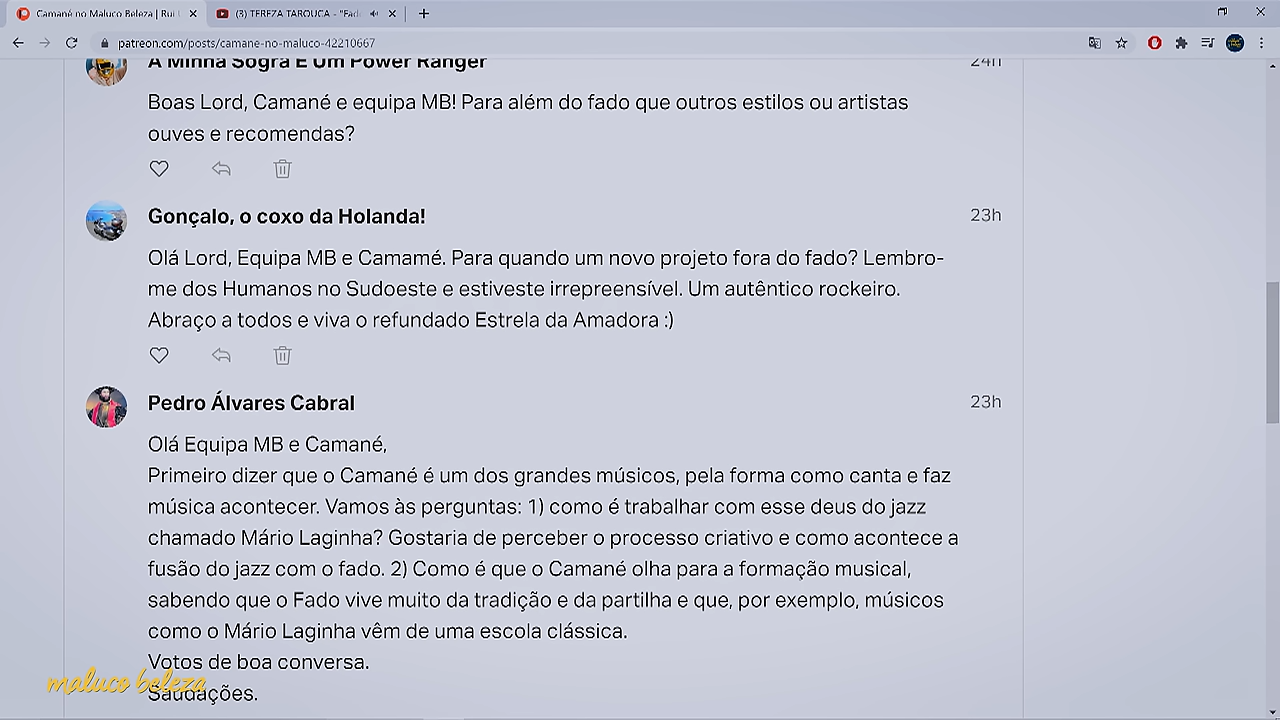 Camané no Maluco Beleza | Rui
(3) TEREZA TAROUCA - "Fad
patreon.com/posts/camane-no-maluco-42210667
A Minha Sogra É Um Power Ranger
24h
Boas Lord, Camané e equipa MB! Para além do fado que outros estilos ou artistas
ouves e recomendas?
Gonçalo, o coxo da Holanda!
23h
Olá Lord, Equipa MB e Camamé. Para quando um novo projeto fora do fado? Lembro-
me dos Humanos no Sudoeste e estiveste irrepreensível. Um autêntico rockeiro.
Abraço a todos e viva o refundado Estrela da Amadora :)
Pedro Álvares Cabral
23h
Olá Equipa MB e Camané,
Primeiro dizer que o Camané é um dos grandes músicos, pela forma como canta e faz
música acontecer. Vamos às perguntas: 1) como é trabalhar com esse deus do jazz
chamado Mário Laginha? Gostaria de perceber o processo criativo e como acontece a
fusão do jazz com o fado. 2) Como é que o Camané olha para a formação musical,
sabendo que o Fado vive muito da tradição e da partilha e que, por exemplo, músicos
como o Mário Laginha vêm de uma escola clássica.
Votos de boa conversa.
Saudações.
maluco beleza